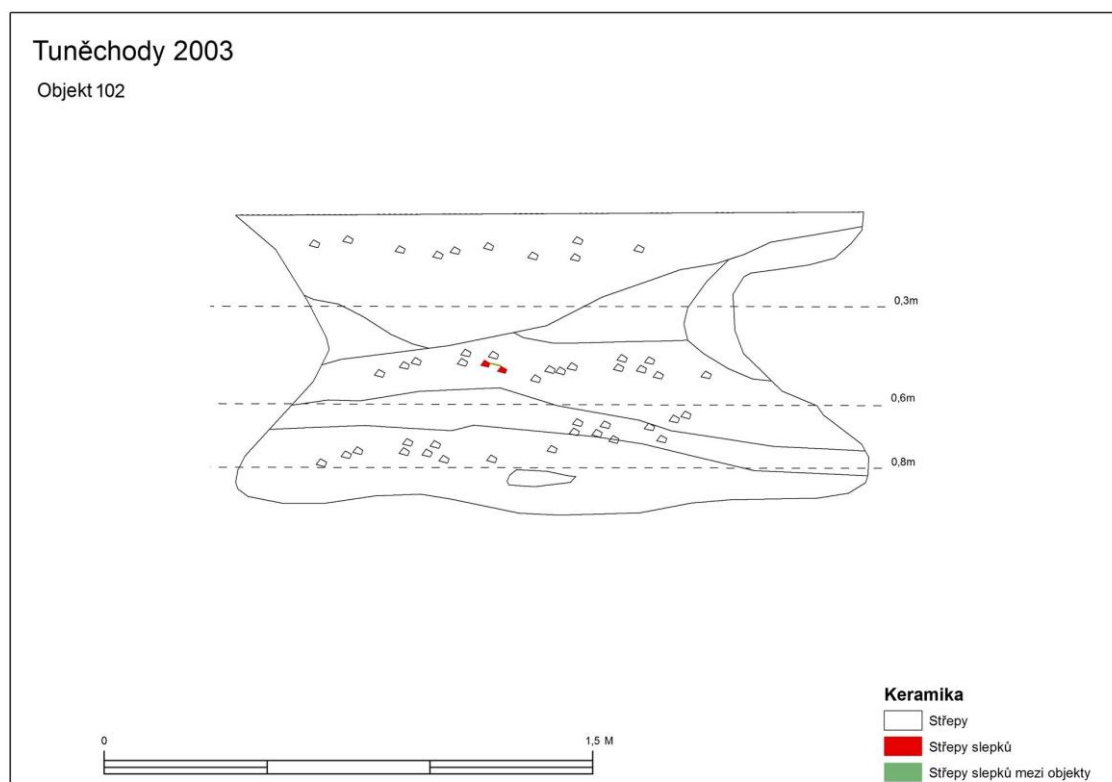 Tuněchody 2003
Objekt 102
0,3m
0,6m
0,8m
0
1,5 M
Keramika
Střepy
Střepy slepků
Střepy slepků mezi objekty